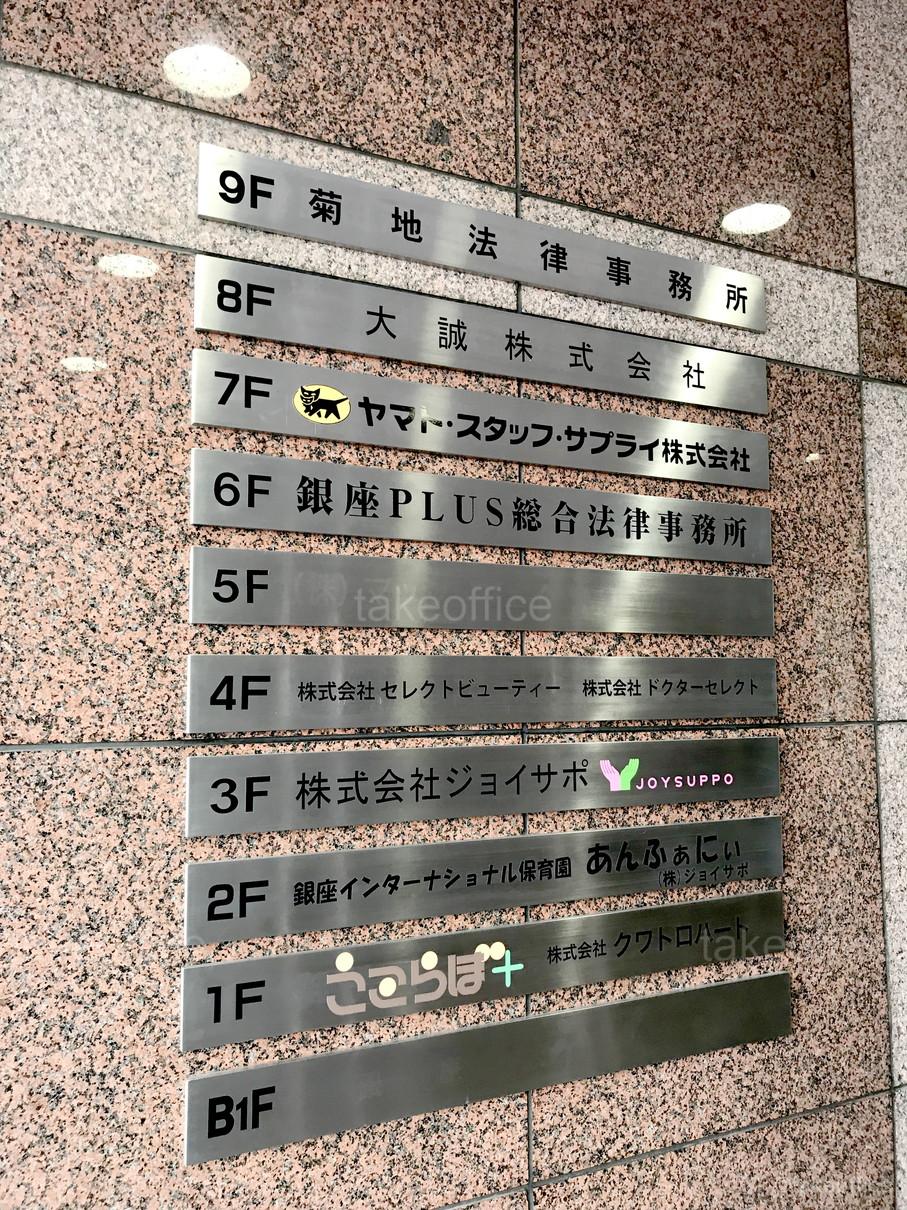 9F 菊地法律事務所
8F 大誠株式会社
7F ヤマト・スタッフ・サプライ株式会社
6F 銀座PLUS総合法律事務所
5F
takeoffice
4F 株式会社セレクトビューティー 株式会社ドクターセレクト
3F 株式会社ジョイサポ JOYSUPPO
2F 銀座インターナショナル保育園 あんふぁにぃ
(株)ジョイサポ
1F ここらぼ+ 株式会社クワトロハート
take
B1F